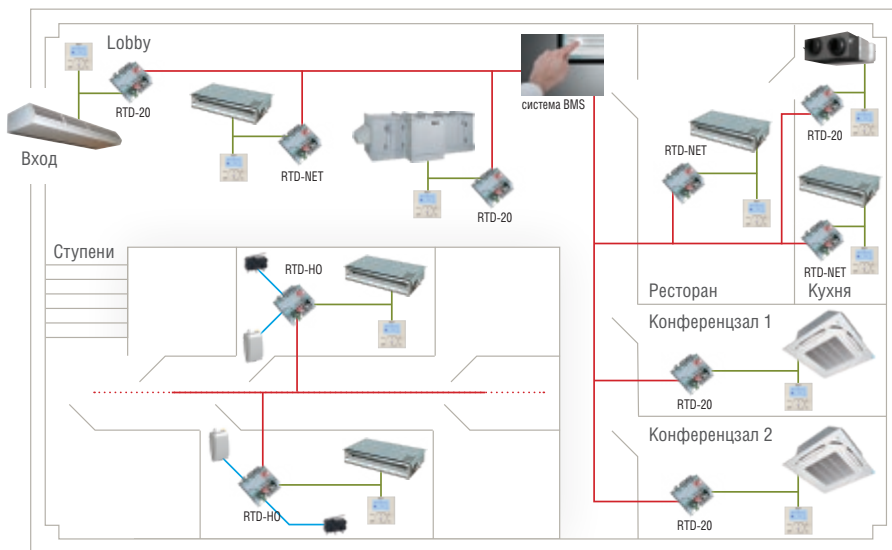 Lobby
RTD-20
Вход
RTD-NET
RTD-20
система BMS
RTD-NET
RTD-20
RTD-NET
Ресторан
Кухня
Ступени
RTD-HO
RTD-HO
Конференцзал 1
RTD-20
Конференцзал 2
RTD-20